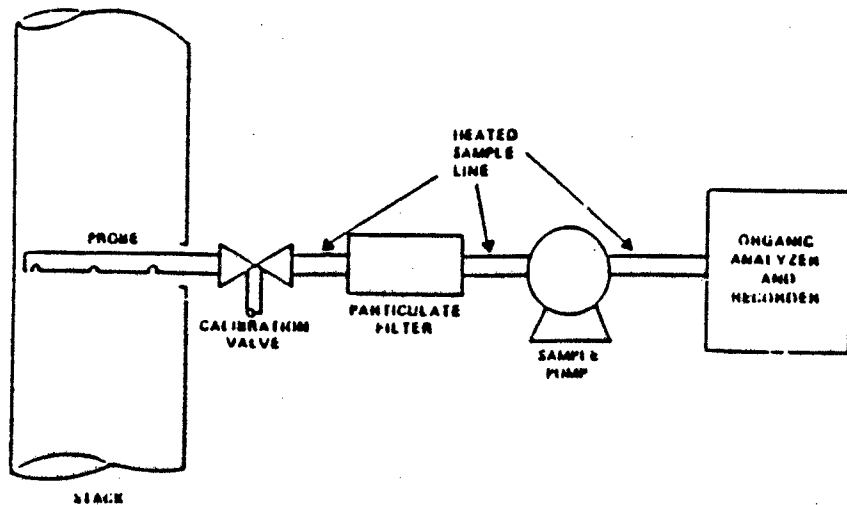 HEATED
SAMPLE
LINE
PROBE
ORGANIC
ANALYZER
AND
RECORDER
CALIBRATION
VALVE
PARTICULATE
FILTER
SAMPLE
PUMP
STACK